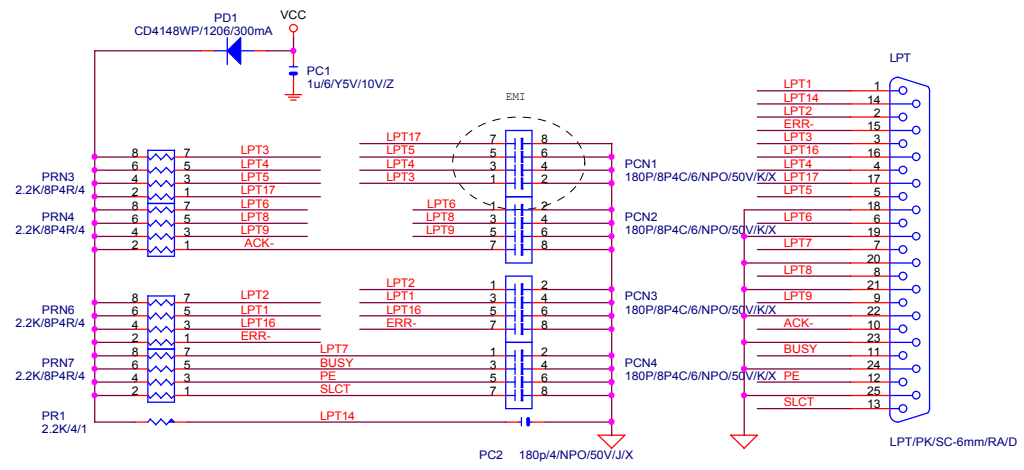 PD1
VCC
CD4148WP/1206/300mA
PC1
1u/6/Y5V/10V/Z
EMI
LPT
PRN3
2.2K/8P4R/4
8 7 LPT3
6 5 LPT4
4 3 LPT5
2 1 LPT17
PRN4
2.2K/8P4R/4
8 7 LPT6
6 5 LPT8
4 3 LPT9
2 1 ACK-
PRN6
2.2K/8P4R/4
8 7 LPT2
6 5 LPT1
4 3 LPT16
2 1 ERR-
PRN7
2.2K/8P4R/4
8 7 LPT7
6 5 BUSY
4 3 PE
2 1 SLCT
PR1
2.2K/4/1
LPT14
LPT17 7 8
LPT5 5 6
LPT4 3 4
LPT3 1 2
PCN1
180P/8P4C/6/NPO/50V/K/X
LPT6 1 2
LPT8 3 4
LPT9 5 6
7 8
PCN2
180P/8P4C/6/NPO/50V/K/X
LPT2 1 2
LPT1 3 4
LPT16 5 6
ERR- 7 8
PCN3
180P/8P4C/6/NPO/50V/K/X
1 2
3 4
5 6
7 8
PCN4
180P/8P4C/6/NPO/50V/K/X
PC2 180p/4/NPO/50V/J/X
LPT1 1
LPT14 14
LPT2 2
ERR- 15
LPT3 3
LPT16 16
LPT4 4
LPT17 17
LPT5 5
18
LPT6 6
19
LPT7 7
20
LPT8 8
21
LPT9 9
22
ACK- 10
23
BUSY 11
24
PE 12
25
SLCT 13
LPT/PK/SC-6mm/RA/D